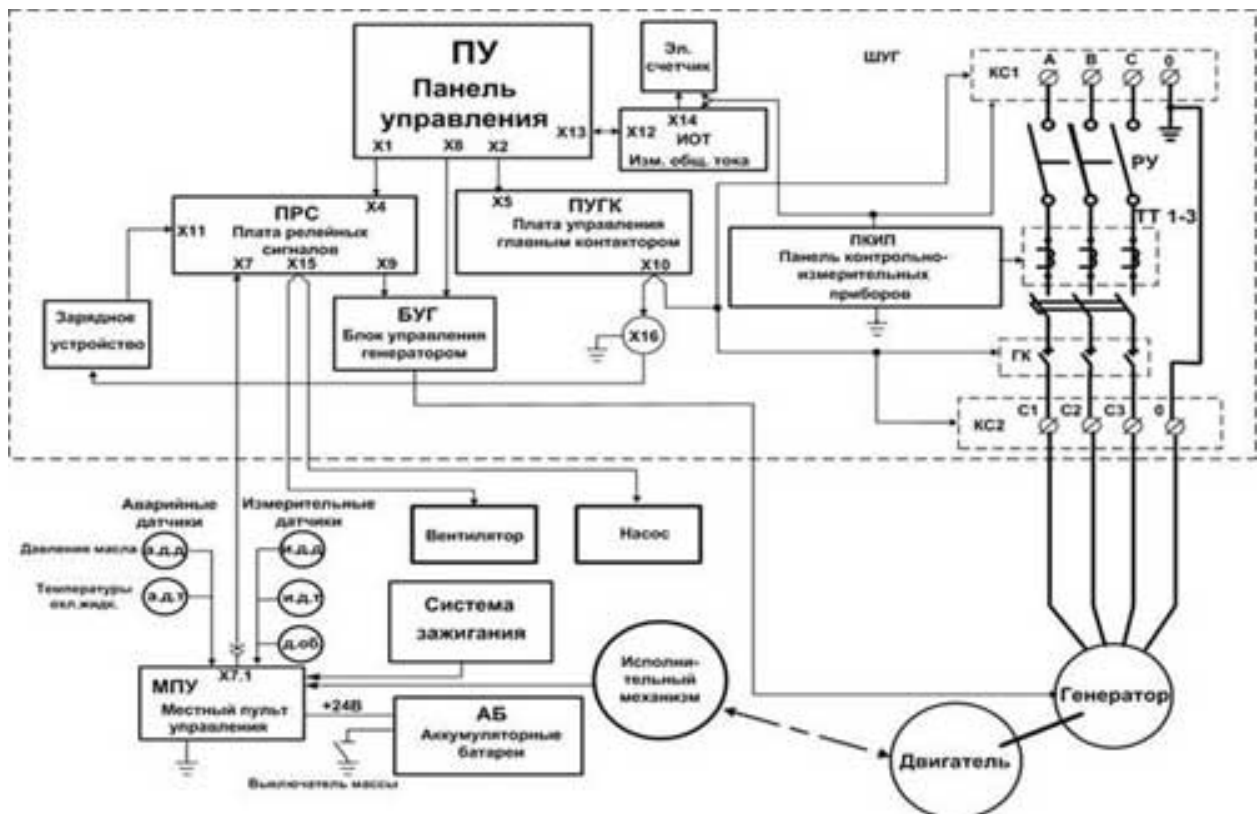 ПУ
Панель
управления
X1
X8
X2
X13
Эл.
счетчик
X14
X12
ИОТ
Изм. общ. тока
ШУГ
КС1
A
B
C
0
РУ
ТТ 1-3
ПРС
X4
X11
Плата релейных
сигналов
X7
X15
X9
X5
ПУГК
Плата управления
главным контактором
X10
ПКИП
Панель контрольно-
измерительных
приборов
Зарядное
устройство
БУГ
Блок управления
генератором
X16
ГК
КС2
C1
C2
C3
0
Аварийные
датчики
Измерительные
датчики
Давления масла
а.д.д
и.д.д
Температуры
охл.жидк.
а.д.т
и.д.т
д.об
Вентилятор
Насос
Система
зажигания
X7.1
МПУ
Местный пульт
управления
+24В
АБ
Аккумуляторные
батареи
Выключатель массы
Исполни-
тельный
механизм
Генератор
Двигатель